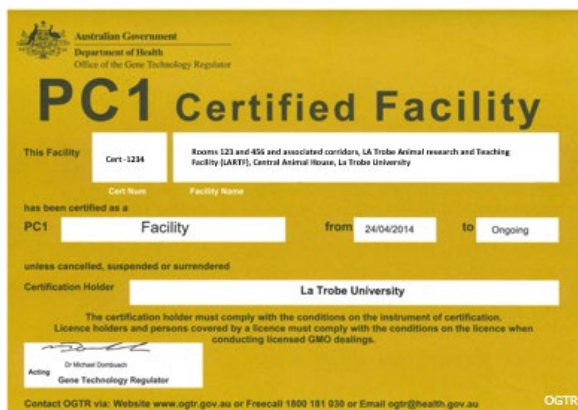 Australian Government
Department of Health
Office of the Gene Technology Regulator
PC1 Certified Facility
This Facility
Cert -1234
Rooms 123 and 456 and associated corridors, LA Trobe Animal research and Teaching
Facility (LARTF), Central Animal House, La Trobe University
Cert Num
Facility Name
has been certified as a
PC1 Facility from 24/04/2014 to Ongoing
unless cancelled, suspended or surrendered
Certification Holder La Trobe University
The certification holder must comply with the conditions on the instrument of certification.
Licence holders and persons covered by a licence must comply with the conditions on the licence when
conducting licensed GMO dealings.
Dr Michael Dornbusch
Acting
Gene Technology Regulator
Contact OGTR via: Website www.ogtr.gov.au or Freecall 1800 181 030 or Email ogtr@health.gov.au
OGTR